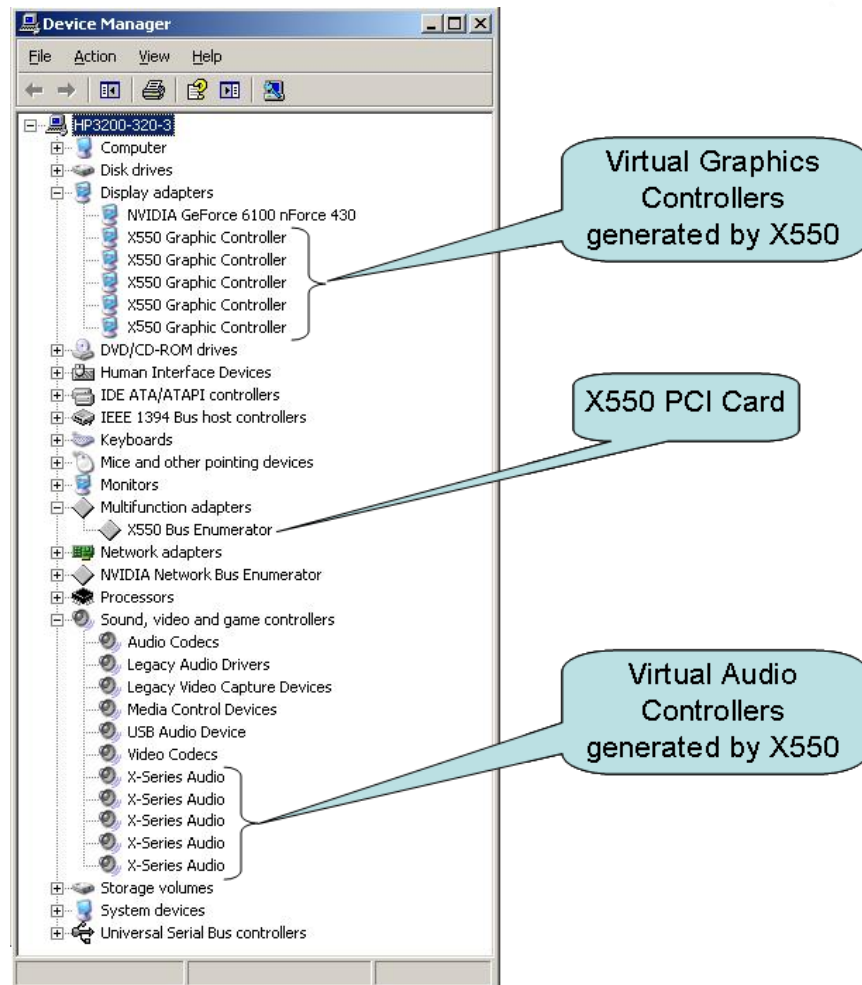 Device Manager
File Action View Help
HP3200-320-3
Computer
Disk drives
Display adapters
NVIDIA GeForce 6100 nForce 430
X550 Graphic Controller
X550 Graphic Controller
X550 Graphic Controller
X550 Graphic Controller
X550 Graphic Controller
DVD/CD-ROM drives
Human Interface Devices
IDE ATA/ATAPI controllers
IEEE 1394 Bus host controllers
Keyboards
Mice and other pointing devices
Monitors
Multifunction adapters
X550 Bus Enumerator
Network adapters
NVIDIA Network Bus Enumerator
Processors
Sound, video and game controllers
Audio Codecs
Legacy Audio Drivers
Legacy Video Capture Devices
Media Control Devices
USB Audio Device
Video Codecs
X-Series Audio
X-Series Audio
X-Series Audio
X-Series Audio
X-Series Audio
Storage volumes
System devices
Universal Serial Bus controllers
Virtual Graphics
Controllers
generated by X550
X550 PCI Card
Virtual Audio
Controllers
generated by X550